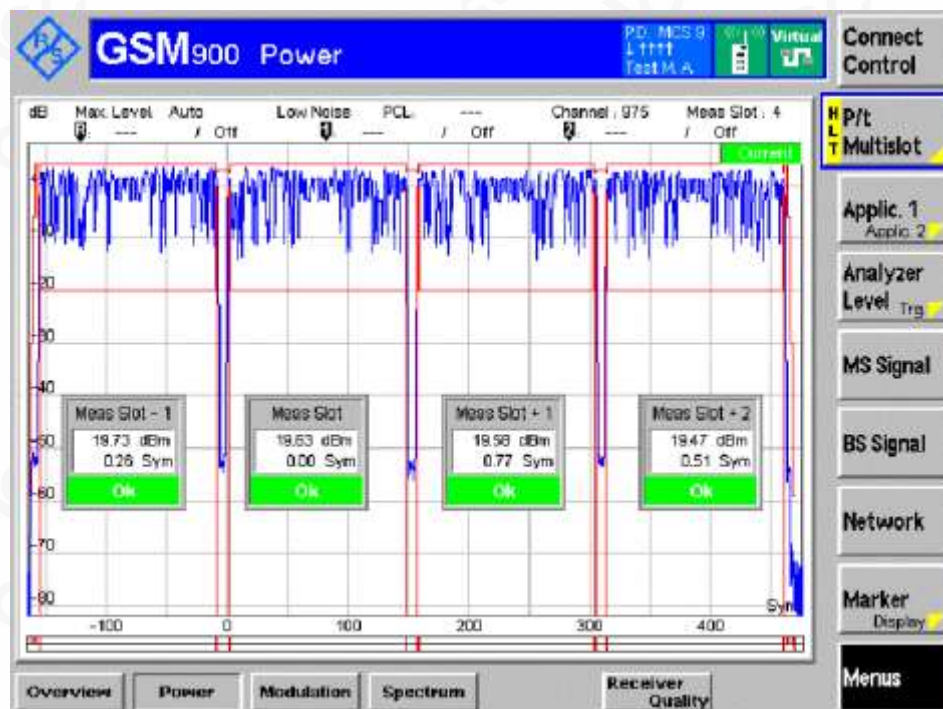 R S
GSM900 Power
P.D. MCS 9
Test M. A.
Virtual
Connect
Control
dB Max. Level Auto Low Noise PCL: --- Channel : 975 Meas Slot : 4
--- / Off 1 --- / Off 2 --- / Off
Current
HLT
P/t
Multislot
Applic. 1
Applic. 2
Analyzer
Level Trg
MS Signal
BS Signal
Network
Marker
Display
Menus
-20
-30
-40
-60
-70
-80
Meas Slot - 1
19.73 dBm
0.26 Sym
Ok
Meas Slot
19.63 dBm
0.00 Sym
Ok
Meas Slot + 1
19.58 dBm
0.77 Sym
Ok
Meas Slot + 2
19.47 dBm
0.51 Sym
Ok
Sym
-100 0 100 200 300 400
Overview Power Modulation Spectrum Receiver Quality